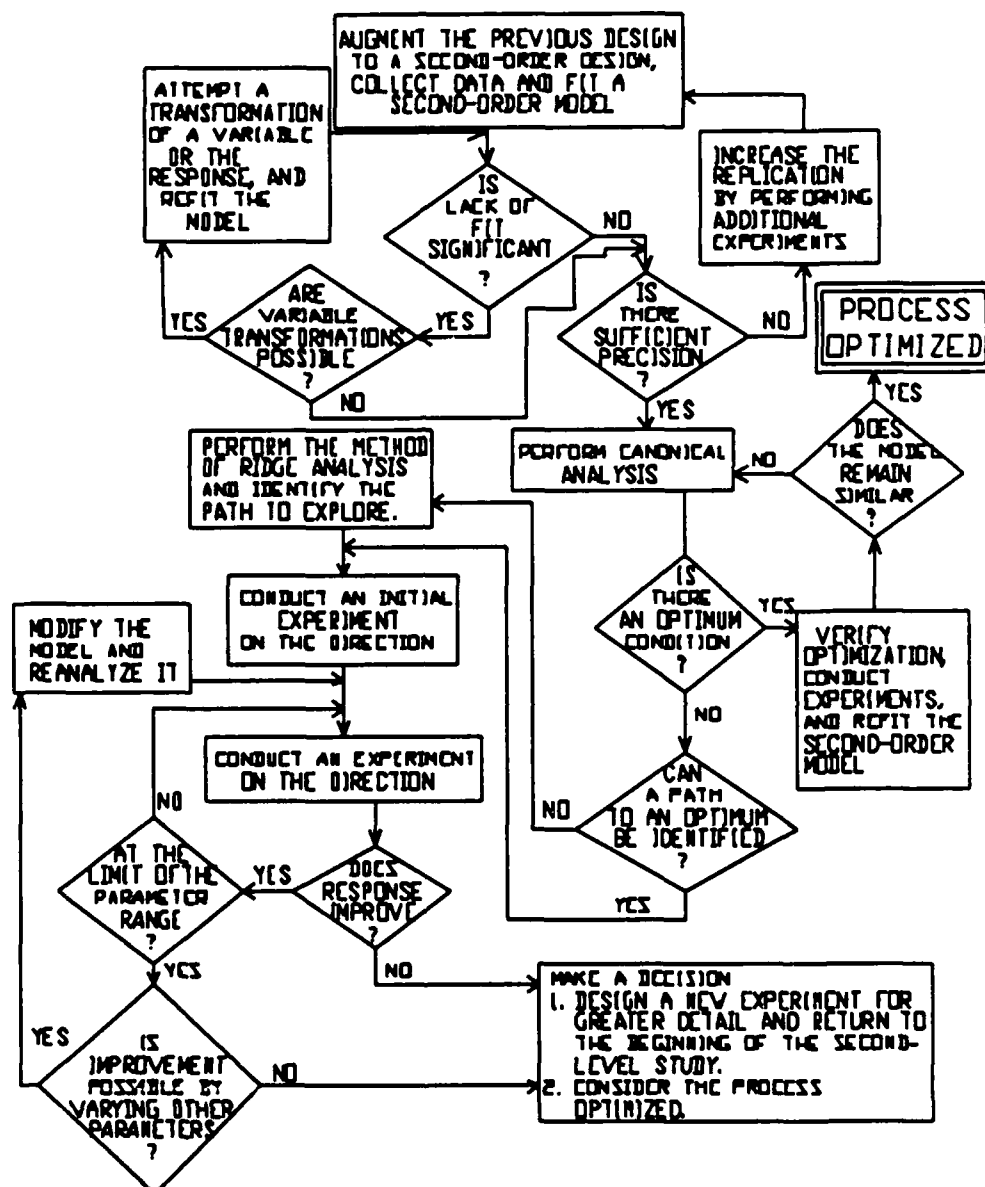 AUGMENT THE PREVIOUS DESIGN
TO A SECOND-ORDER DESIGN,
COLLECT DATA AND FIT A
SECOND-ORDER MODEL
ATTEMPT A
TRANSFORMATION
OF A VARIABLE
OR THE
RESPONSE, AND
REFIT THE
MODEL
IS
LACK OF
FIT
SIGNIFICANT
?
NO
YES
INCREASE THE
REPLICATION
BY PERFORMING
ADDITIONAL
EXPERIMENTS
ARE
VARIABLE
TRANSFORMATIONS
POSSIBLE
?
YES
NO
IS
THERE
SUFFICIENT
PRECISION
?
NO
YES
PROCESS
OPTIMIZED
YES
PERFORM THE METHOD
OF RIDGE ANALYSIS
AND IDENTIFY THE
PATH TO EXPLORE.
PERFORM CANONICAL
ANALYSIS
NO
DOES
THE MODEL
REMAIN
SIMILAR
?
CONDUCT AN INITIAL
EXPERIMENT
ON THE DIRECTION
IS
THERE
AN OPTIMUM
CONDITION
?
YES
NO
VERIFY
OPTIMIZATION,
CONDUCT
EXPERIMENTS,
AND REFIT THE
SECOND-ORDER
MODEL
MODIFY THE
MODEL AND
REANALYZE IT
CONDUCT AN EXPERIMENT
ON THE DIRECTION
CAN
A PATH
TO AN OPTIMUM
BE IDENTIFIED
?
NO
YES
NO
AT THE
LIMIT OF THE
PARAMETER
RANGE
?
YES
DOES
RESPONSE
IMPROVE
?
NO
YES
YES
IS
IMPROVEMENT
POSSIBLE BY
VARYING OTHER
PARAMETERS
?
NO
MAKE A DECISION
1. DESIGN A NEW EXPERIMENT FOR
GREATER DETAIL AND RETURN TO
THE BEGINNING OF THE SECOND-
LEVEL STUDY.
2. CONSIDER THE PROCESS
OPTIMIZED.